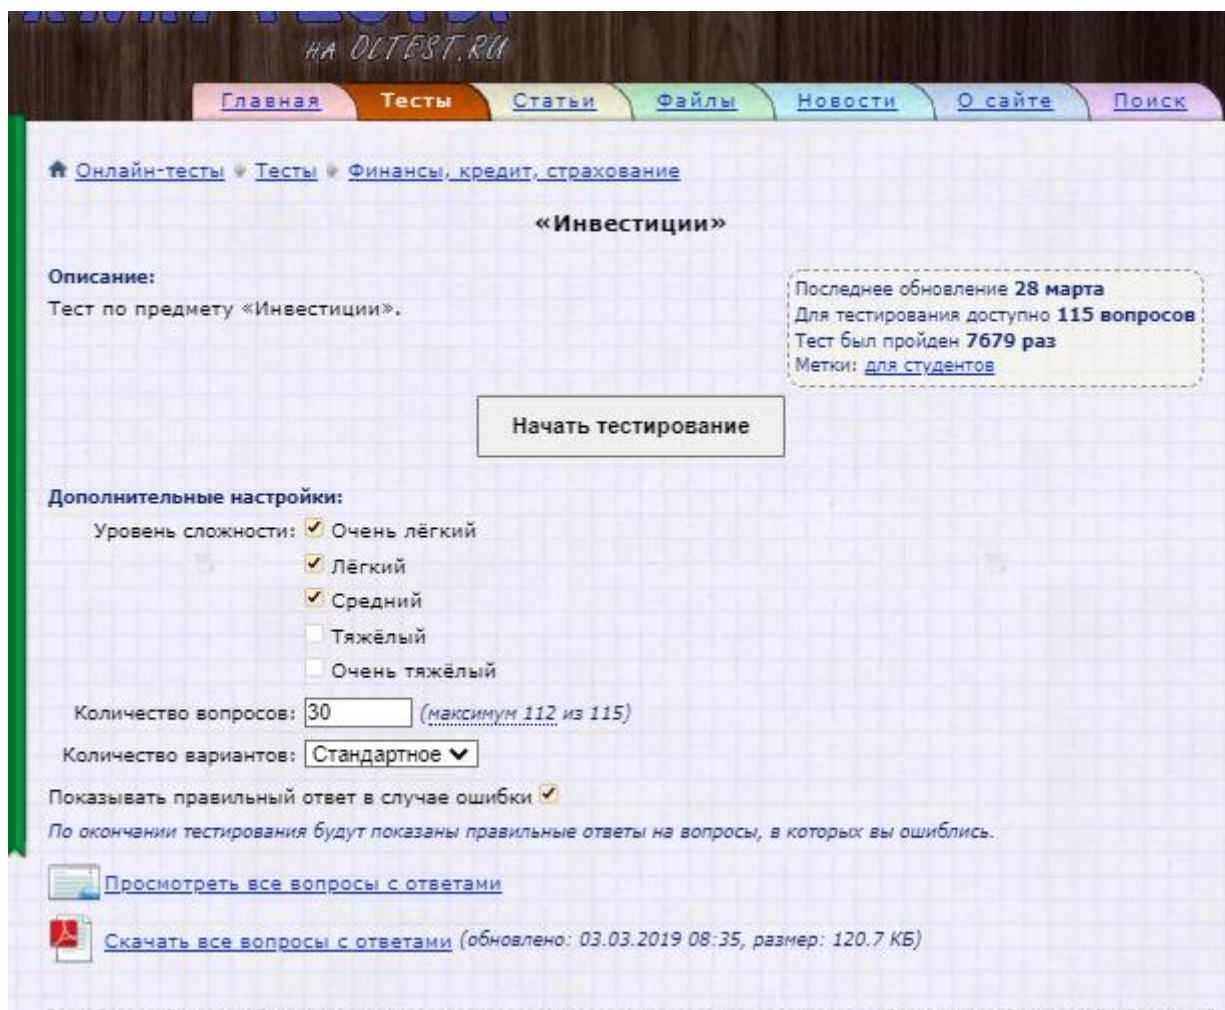 НА OLTEST.RU
Главная Тесты Статьи Файлы Новости О сайте Поиск
Онлайн-тесты Тесты Финансы, кредит, страхование
«Инвестиции»
Описание:
Тест по предмету «Инвестиции».
Последнее обновление 28 марта
Для тестирования доступно 115 вопросов
Тест был пройден 7679 раз
Метки: для студентов
Начать тестирование
Дополнительные настройки:
Уровень сложности: Очень лёгкий
Лёгкий
Средний
Тяжёлый
Очень тяжёлый
Количество вопросов: 30 (максимум 112 из 115)
Количество вариантов: Стандартное
Показывать правильный ответ в случае ошибки
По окончании тестирования будут показаны правильные ответы на вопросы, в которых вы ошиблись.
Просмотреть все вопросы с ответами
Скачать все вопросы с ответами (обновлено: 03.03.2019 08:35, размер: 120.7 КБ)